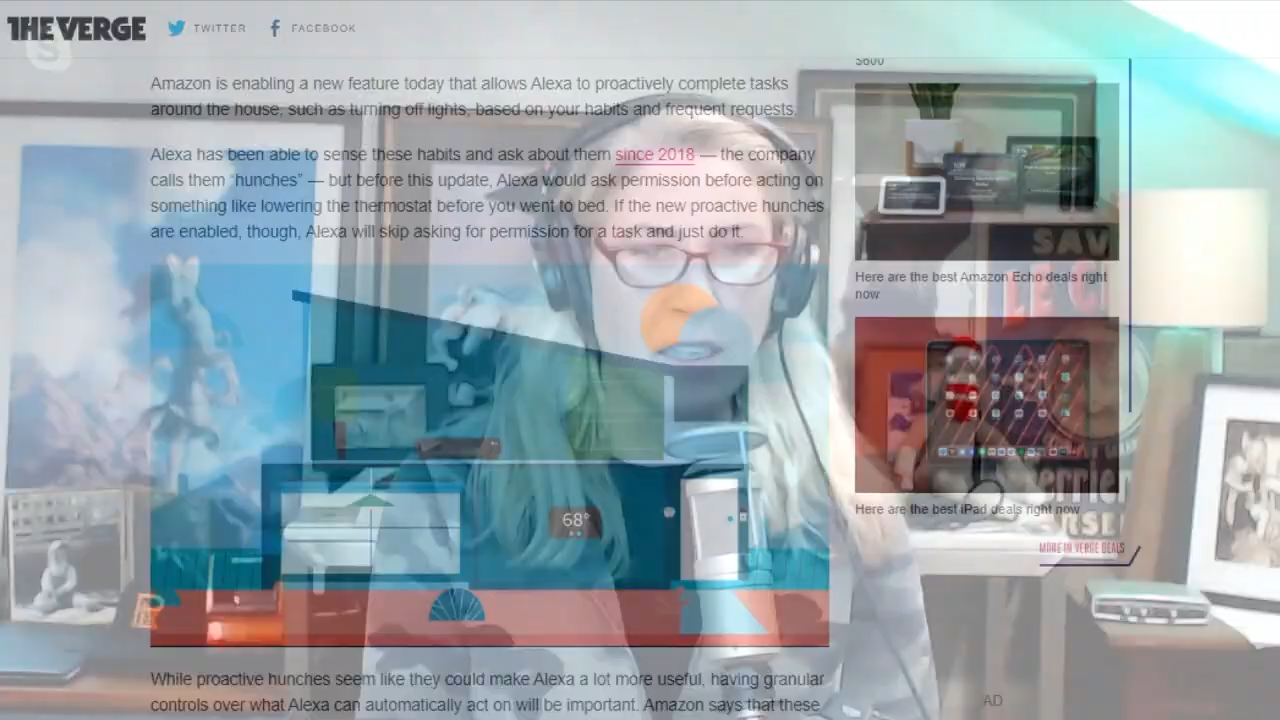 THE VERGE
TWITTER
FACEBOOK
Amazon is enabling a new feature today that allows Alexa to proactively complete tasks
around the house, such as turning off lights, based on your habits and frequent requests.
Alexa has been able to sense these habits and ask about them since 2018 — the company
calls them “hunches” — but before this update, Alexa would ask permission before acting on
something like lowering the thermostat before you went to bed. If the new proactive hunches
are enabled, though, Alexa will skip asking for permission for a task and just do it.
68°
While proactive hunches seem like they could make Alexa a lot more useful, having granular
controls over what Alexa can automatically act on will be important. Amazon says that these
$600
SAV
Here are the best Amazon Echo deals right
now
Here are the best iPad deals right now
MORE IN VERGE DEALS
AD